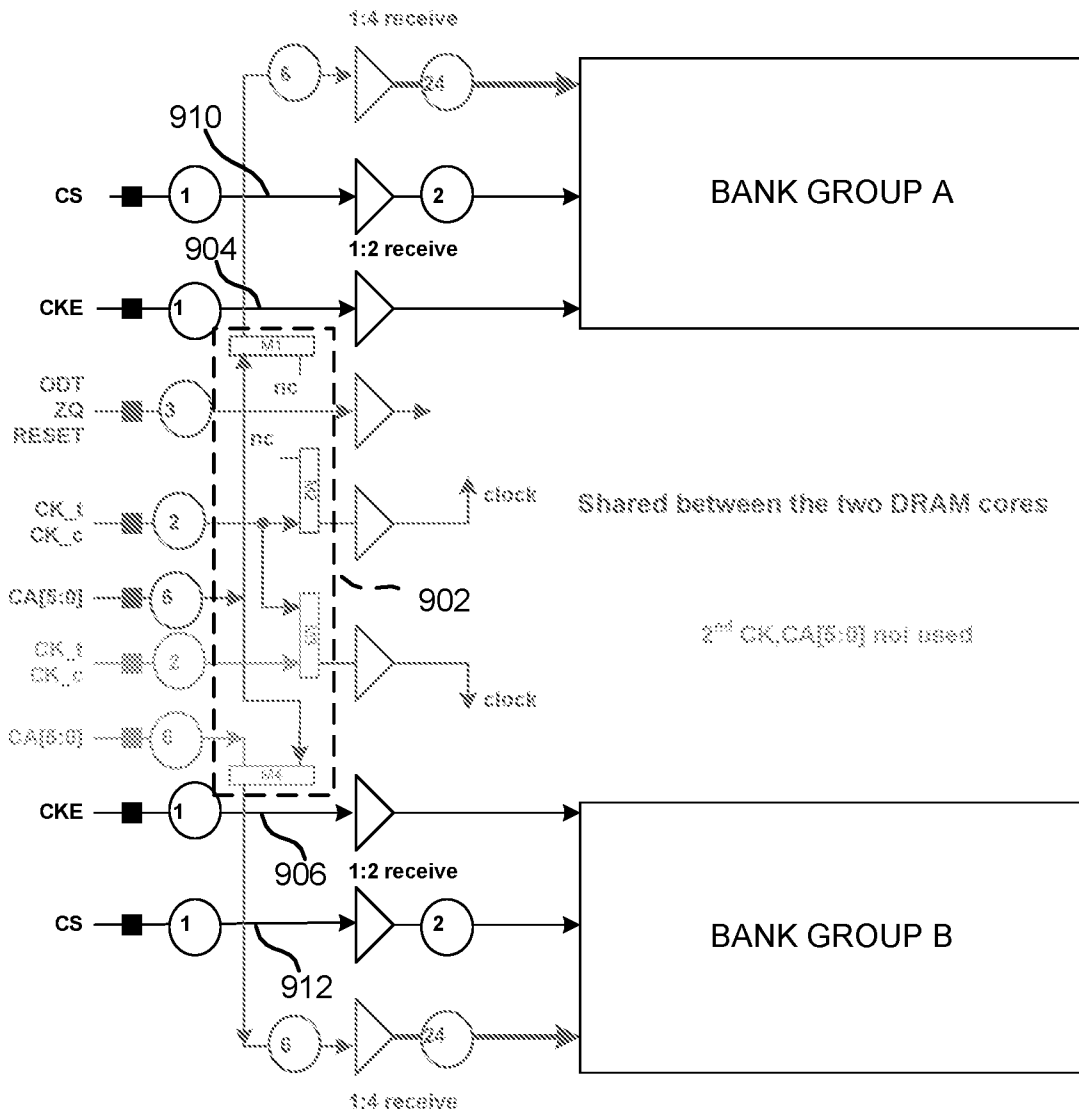 1:4 receive
6
24
910
CS
1
2
BANK GROUP A
904
1:2 receive
CKE
1
M1
nc
ODT
ZQ
RESET
3
nc
CK_t
CK_c
2
clock
Shared between the two DRAM cores
CA[5:0]
6
902
2nd CK,CA[5:0] not used
CK_t
CK_c
2
clock
CA[5:0]
6
M4
CKE
1
906
1:2 receive
CS
1
2
BANK GROUP B
912
6
24
1:4 receive